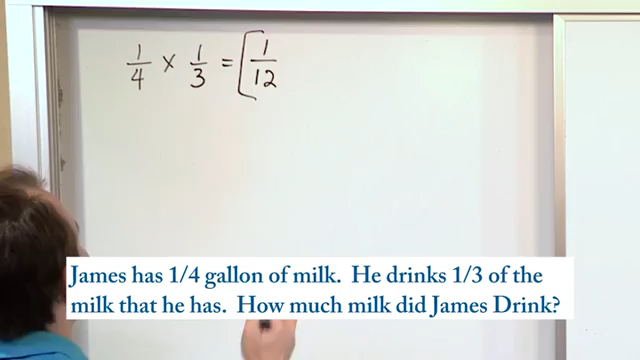 1/4 x 1/3 = [1/12
James has 1/4 gallon of milk. He drinks 1/3 of the
milk that he has. How much milk did James Drink?